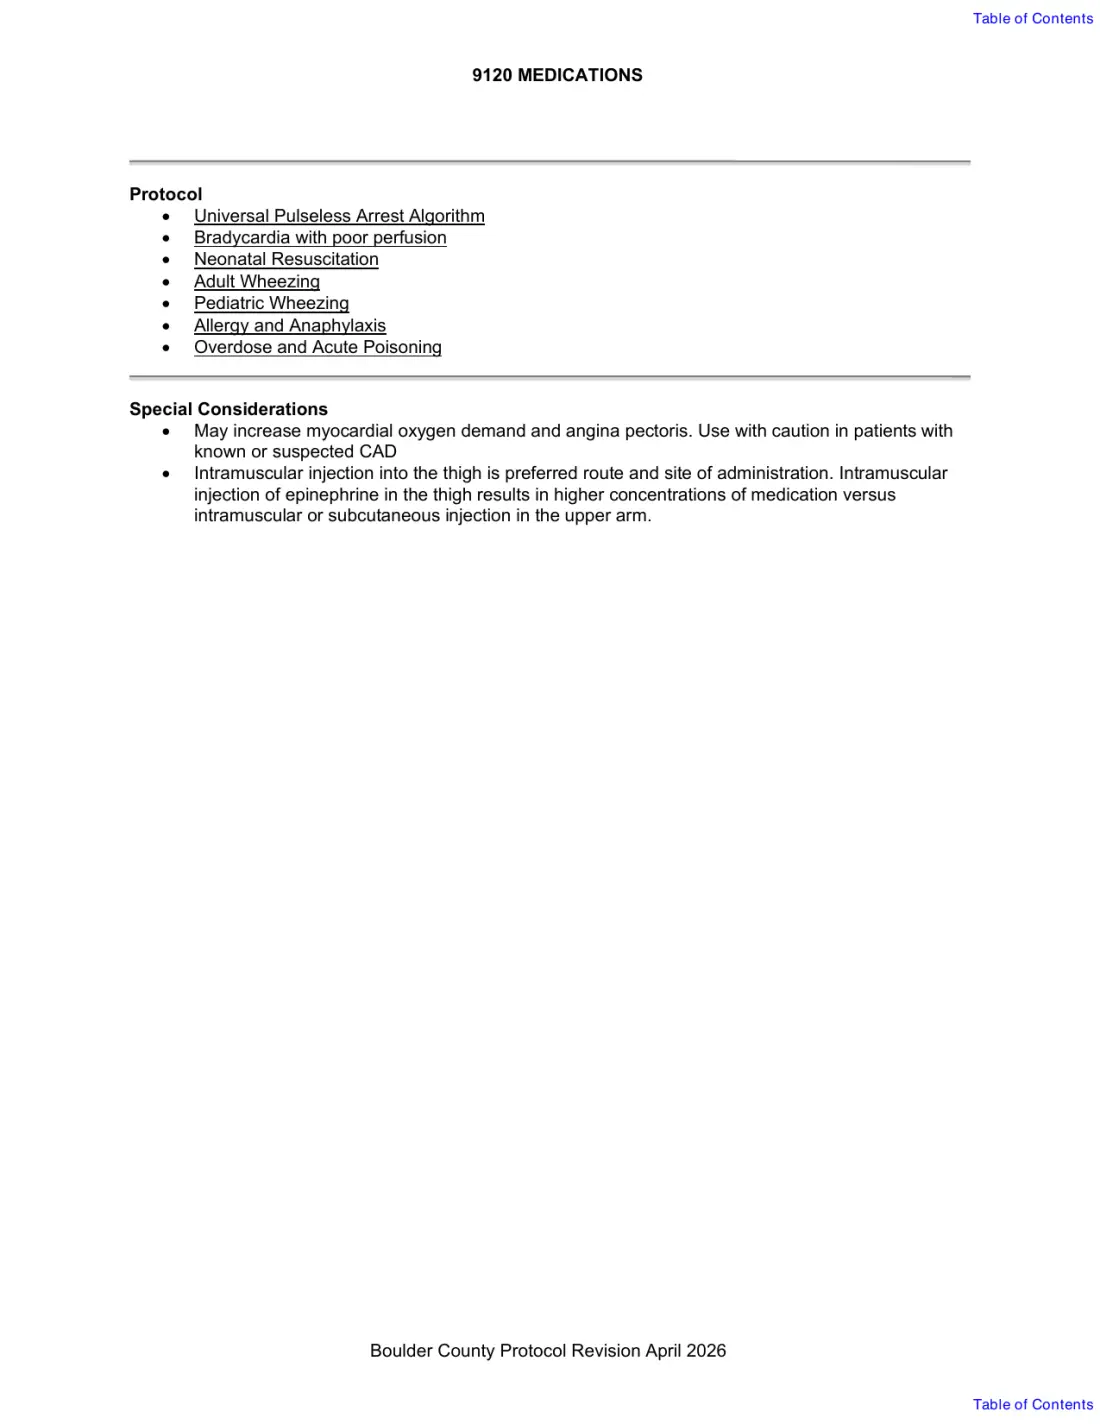 Table of Contents
9120 MEDICATIONS
Protocol
• Universal Pulseless Arrest Algorithm
• Bradycardia with poor perfusion
• Neonatal Resuscitation
• Adult Wheezing
• Pediatric Wheezing
• Allergy and Anaphylaxis
• Overdose and Acute Poisoning
Special Considerations
• May increase myocardial oxygen demand and angina pectoris. Use with caution in patients with
known or suspected CAD
• Intramuscular injection into the thigh is preferred route and site of administration. Intramuscular
injection of epinephrine in the thigh results in higher concentrations of medication versus
intramuscular or subcutaneous injection in the upper arm.
Boulder County Protocol Revision April 2026
Table of Contents